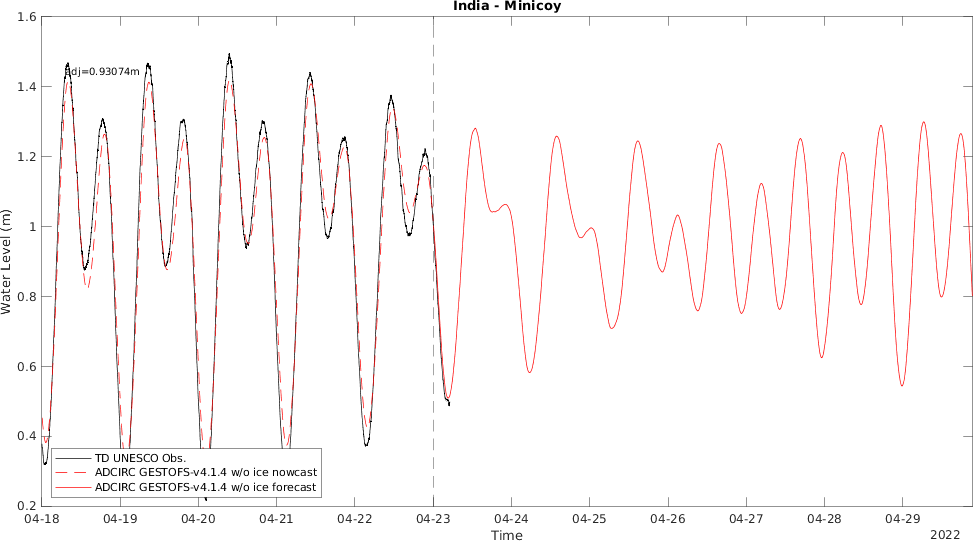 India - Minicoy
1.6
1.4
1.2
1
0.8
0.6
0.4
0.2
Water Level (m)
adj=0.93074m
TD UNESCO Obs.
ADCIRC GESTOFS-v4.1.4 w/o ice nowcast
ADCIRC GESTOFS-v4.1.4 w/o ice forecast
04-18 04-19 04-20 04-21 04-22 04-23 04-24 04-25 04-26 04-27 04-28 04-29
Time
2022